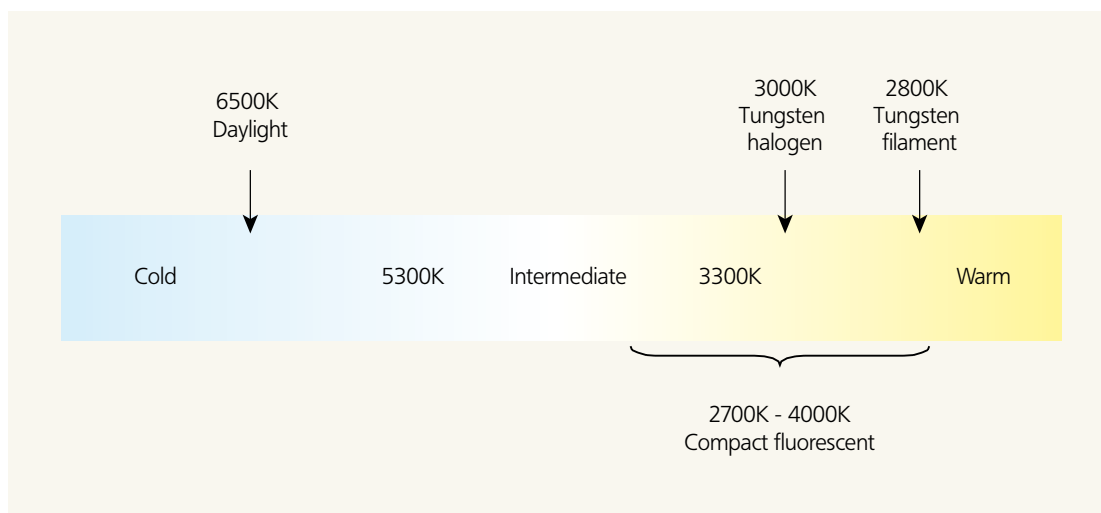 6500K
Daylight
3000K
Tungsten
halogen
2800K
Tungsten
filament
Cold
5300K
Intermediate
3300K
Warm
2700K - 4000K
Compact fluorescent